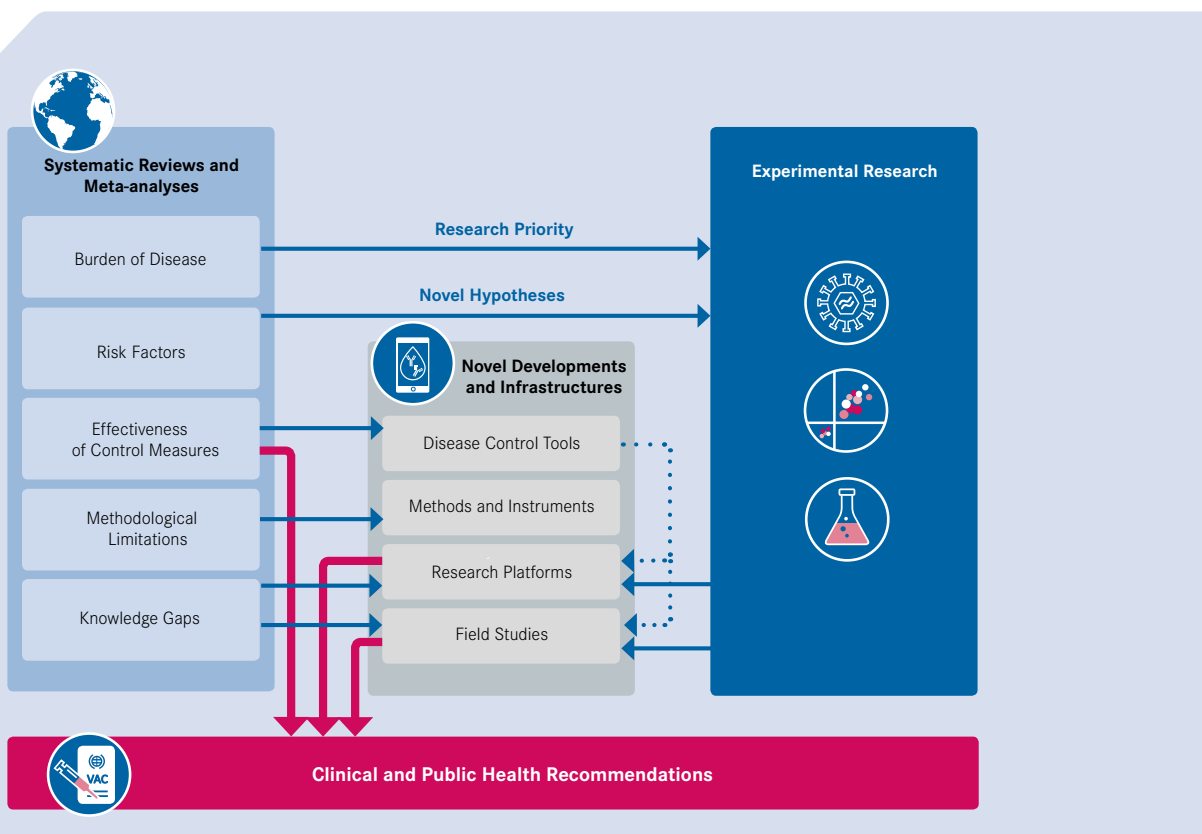 Systematic Reviews and
Meta-analyses
Burden of Disease
Risk Factors
Effectiveness
of Control Measures
Methodological
Limitations
Knowledge Gaps
Research Priority
Novel Hypotheses
Novel Developments
and Infrastructures
Disease Control Tools
Methods and Instruments
Research Platforms
Field Studies
Experimental Research
VAC
Clinical and Public Health Recommendations